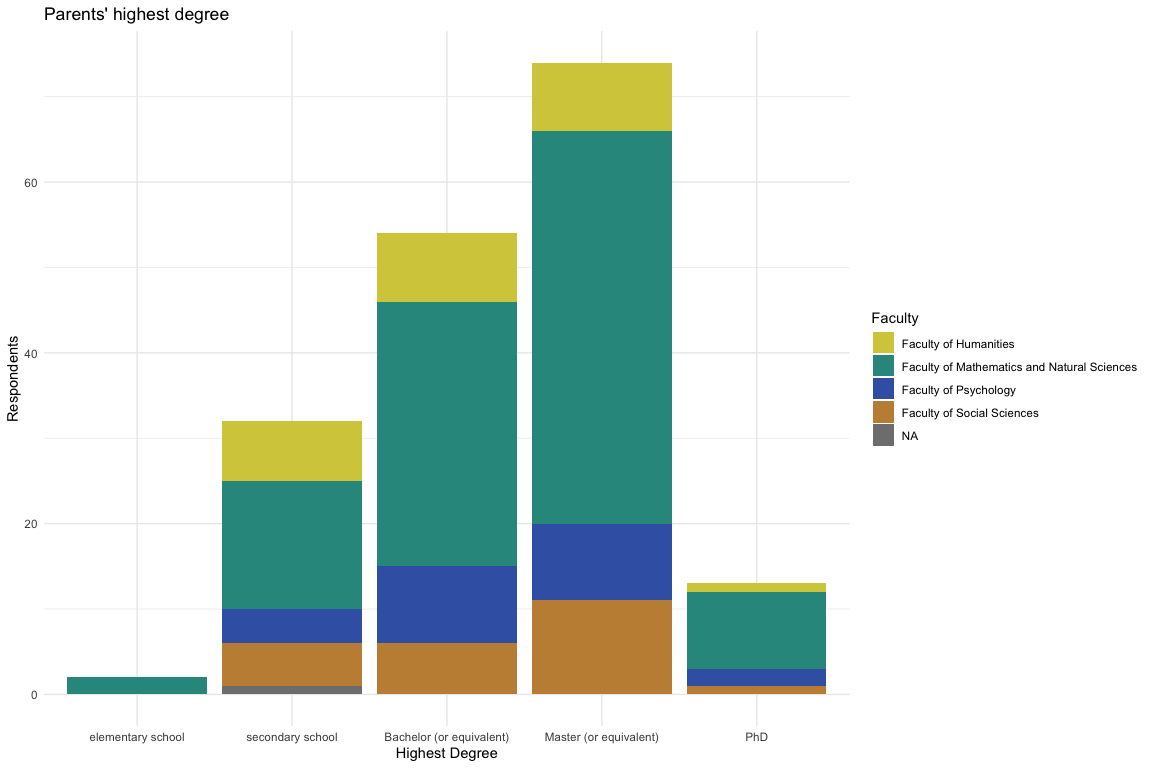 Parents' highest degree
Respondents
60
40
20
0
elementary school
secondary school
Bachelor (or equivalent)
Master (or equivalent)
PhD
Highest Degree
Faculty
Faculty of Humanities
Faculty of Mathematics and Natural Sciences
Faculty of Psychology
Faculty of Social Sciences
NA